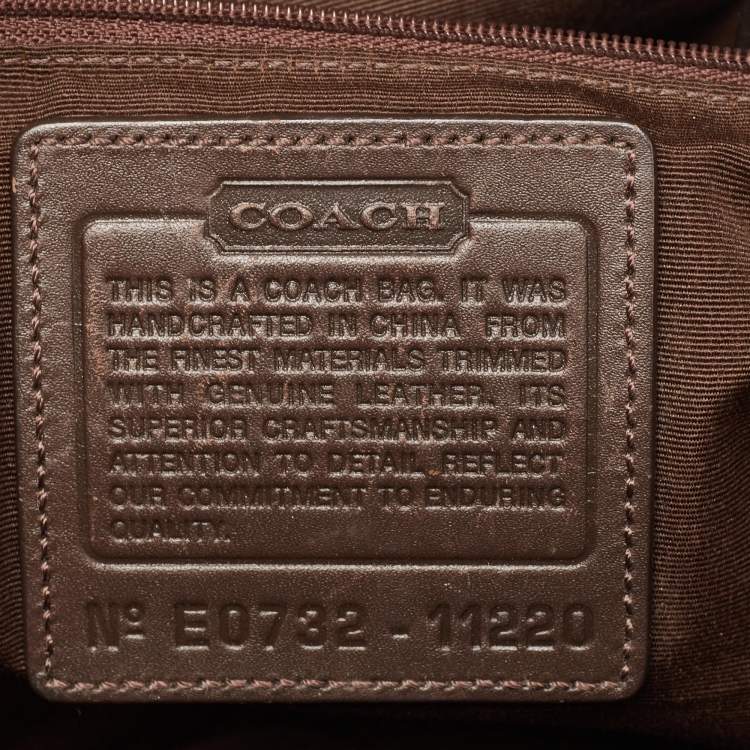 COACH
THIS IS A COACH BAG. IT WAS
HANDCRAFTED IN CHINA FROM
THE FINEST MATERIALS TRIMMED
WITH GENUINE LEATHER. ITS
SUPERIOR CRAFTSMANSHIP AND
ATTENTION TO DETAIL REFLECT
OUR COMMITMENT TO ENDURING
QUALITY.
Nº E0732 - 11220